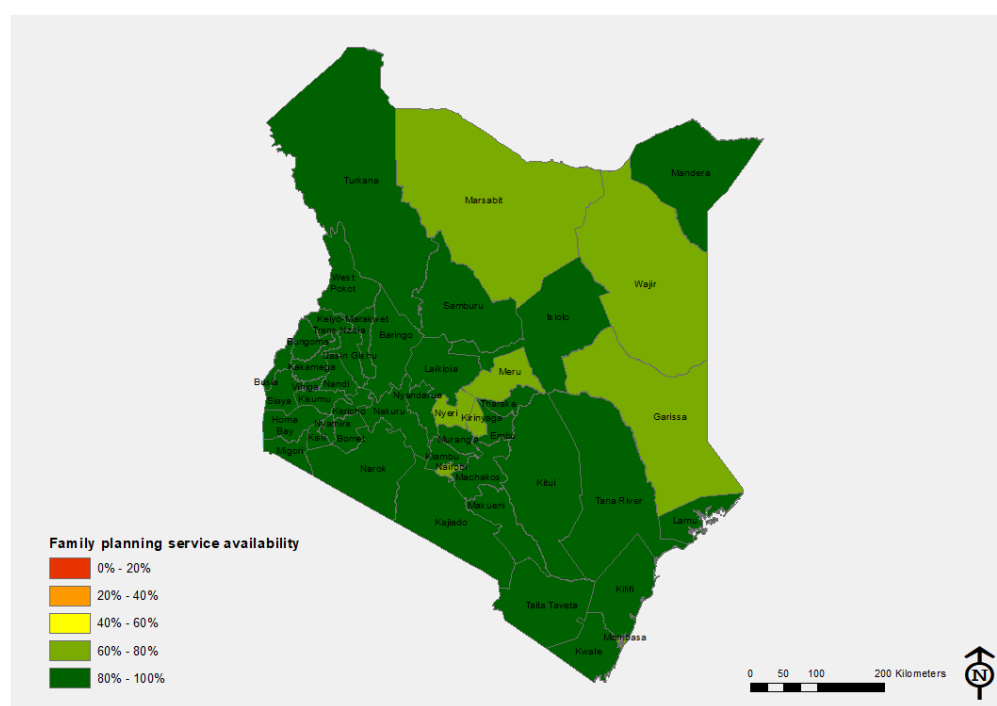 Mandera
Turkana
Marsabit
Wajir
West
Pokot
Samburu
Isiolo
Keiyo-Marakwet
Trans Nzoia
Baringo
Bungoma
Uasin Gishu
Kakamega
Laikipia
Meru
Busia
Vihiga
Nandi
Nyandarua
Siaya
Kisumu
Kericho
Nakuru
Nyeri
Tharaka
Kirinyaga
Garissa
Homa
Bay
Nyamira
Kisii
Bomet
Embu
Murang'a
Migori
Kiambu
Nairobi
Narok
Machakos
Kitui
Makueni
Tana River
Kajiado
Lamu
Kilifi
Taita Taveta
Mombasa
Kwale
Family planning service availability
0% - 20%
20% - 40%
40% - 60%
60% - 80%
80% - 100%
0 50 100 200 Kilometers
N